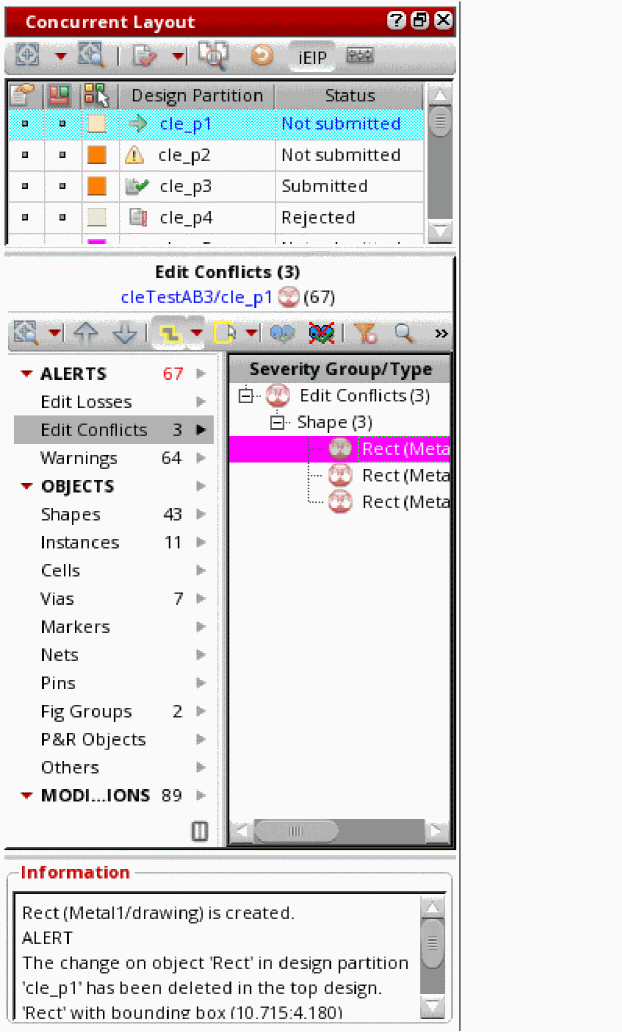 Concurrent Layout
iEIP
Design Partition Status
cle_p1 Not submitted
cle_p2 Not submitted
cle_p3 Submitted
cle_p4 Rejected
Edit Conflicts (3)
cleTestAB3/cle_p1 (67)
»
ALERTS 67
Edit Losses
Edit Conflicts 3
Warnings 64
OBJECTS
Shapes 43
Instances 11
Cells
Vias 7
Markers
Nets
Pins
Fig Groups 2
P&R Objects
Others
MODI...IONS 89
Severity Group/Type
Edit Conflicts (3)
Shape (3)
Rect (Meta
Rect (Meta
Rect (Meta
Information
Rect (Metal1/drawing) is created.
ALERT
The change on object 'Rect' in design partition
'cle_p1' has been deleted in the top design.
'Rect' with bounding box (10.715:4.180)